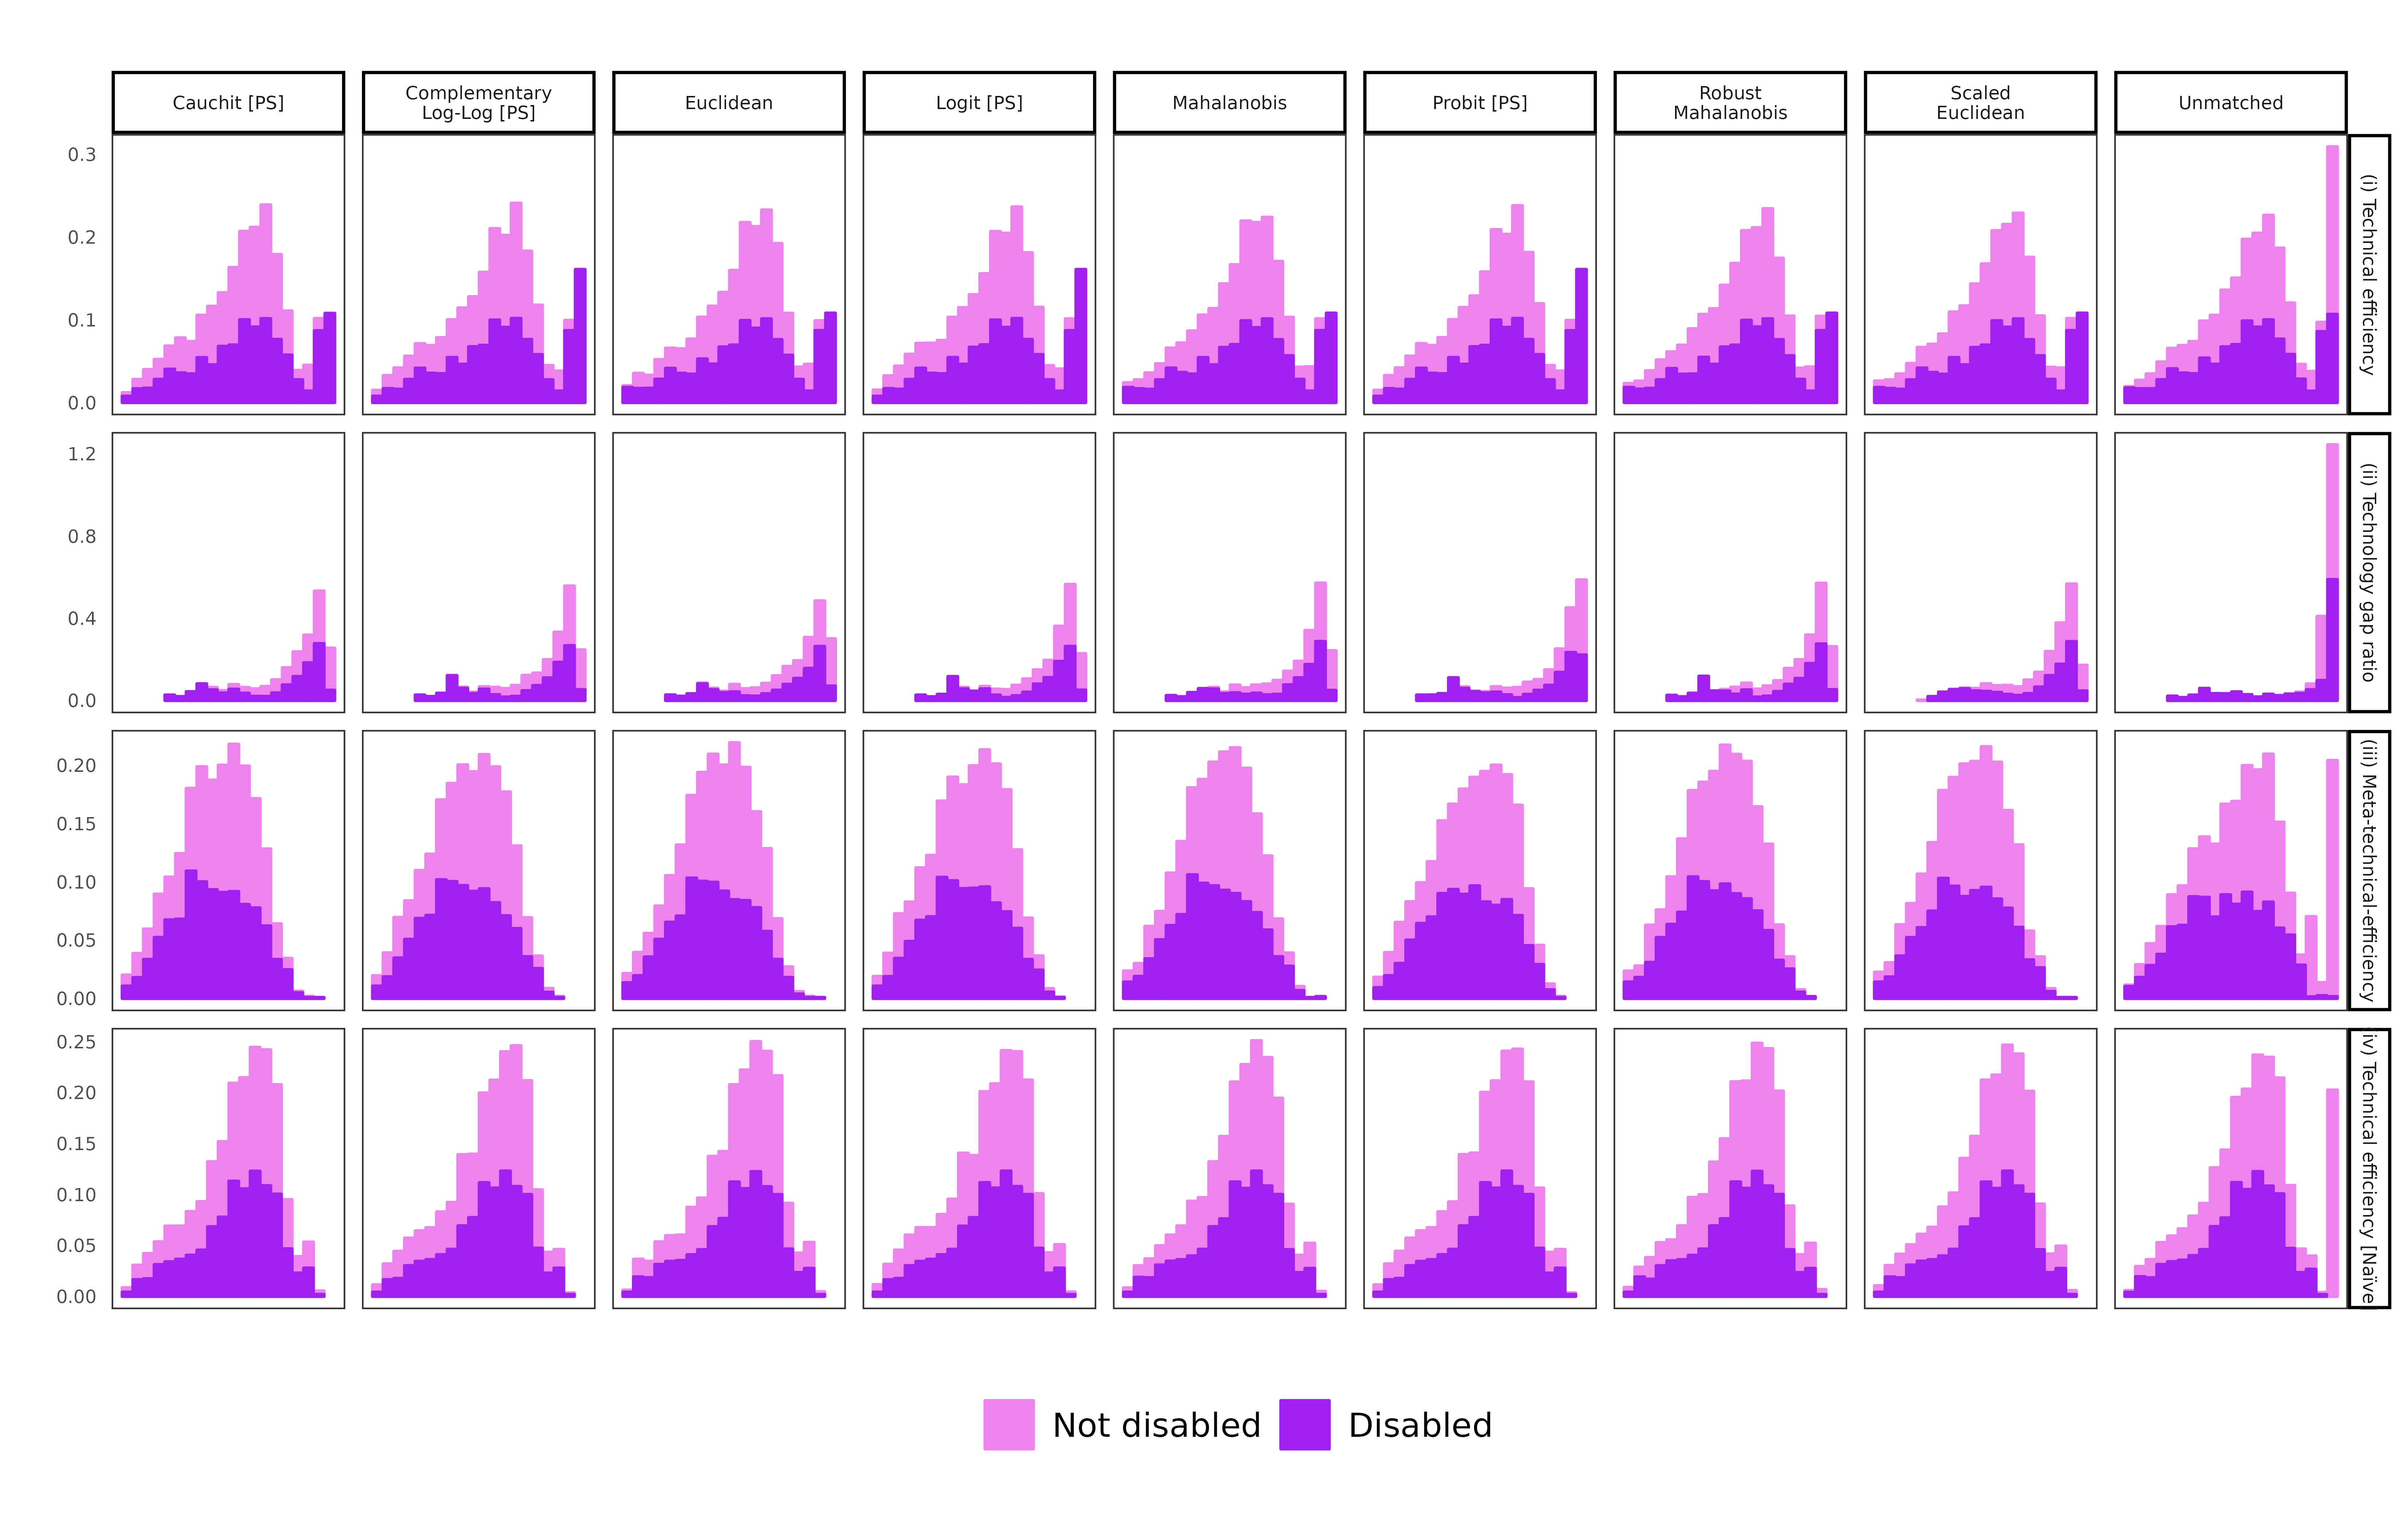 Cauchit [PS]
Complementary
Log-Log [PS]
Euclidean
Logit [PS]
Mahalanobis
Probit [PS]
Robust
Mahalanobis
Scaled
Euclidean
Unmatched
0.3
0.2
0.1
0.0
(i) Technical efficiency
1.2
0.8
0.4
0.0
(ii) Technology gap ratio
0.20
0.15
0.10
0.05
0.00
(iii) Meta-technical-efficiency
0.25
0.20
0.15
0.10
0.05
0.00
iv) Technical efficiency [Naïve
Not disabled
Disabled